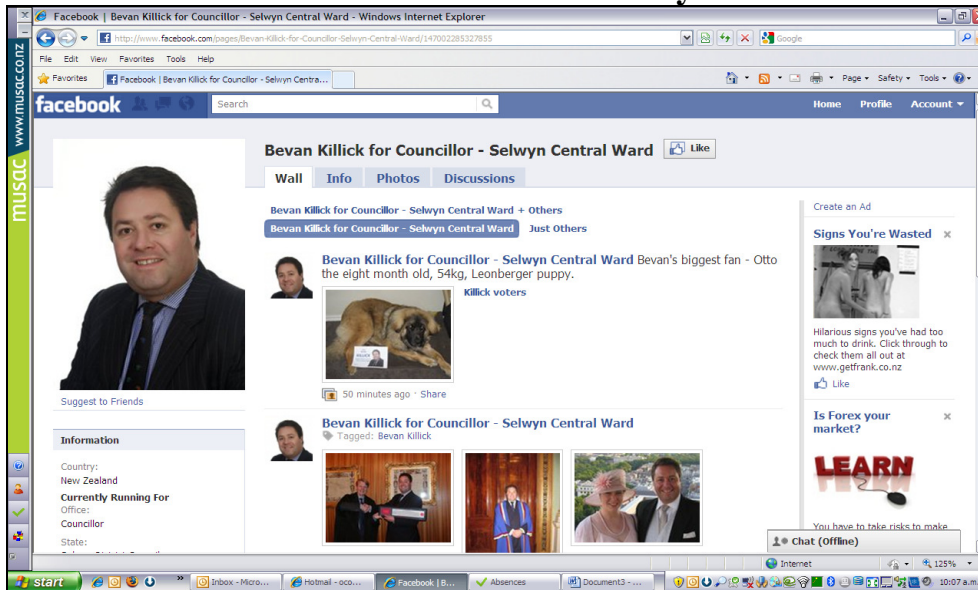 y
Facebook | Bevan Killick for Councillor - Selwyn Central Ward - Windows Internet Explorer
http://www.facebook.com/pages/Bevan-Killick-for-Councillor-Selwyn-Central-Ward/147002285327855
Google
File Edit View Favorites Tools Help
Favorites
Facebook | Bevan Killick for Councillor - Selwyn Centra...
Page Safety Tools
www.musac.co.nz
musac
facebook
Search
Home Profile Account
Bevan Killick for Councillor - Selwyn Central Ward
Like
Wall Info Photos Discussions
Bevan Killick for Councillor - Selwyn Central Ward + Others
Bevan Killick for Councillor - Selwyn Central Ward
Just Others
Bevan Killick for Councillor - Selwyn Central Ward Bevan's biggest fan - Otto
the eight month old, 54kg, Leonberger puppy.
Killick voters
50 minutes ago · Share
Bevan Killick for Councillor - Selwyn Central Ward
Tagged: Bevan Killick
Suggest to Friends
Information
Country:
New Zealand
Currently Running For
Office:
Councillor
State:
Create an Ad
Signs You're Wasted
Hilarious signs you've had too
much to drink. Click through to
check them all out at
www.getfrank.co.nz
Like
Is Forex your
market?
LEARN
You have to take risks to make
Chat (Offline)
Internet
125%
start
Inbox - Micro...
Hotmail - oco...
Facebook | B...
Absences
Document3 - ...
10:07 a.m.